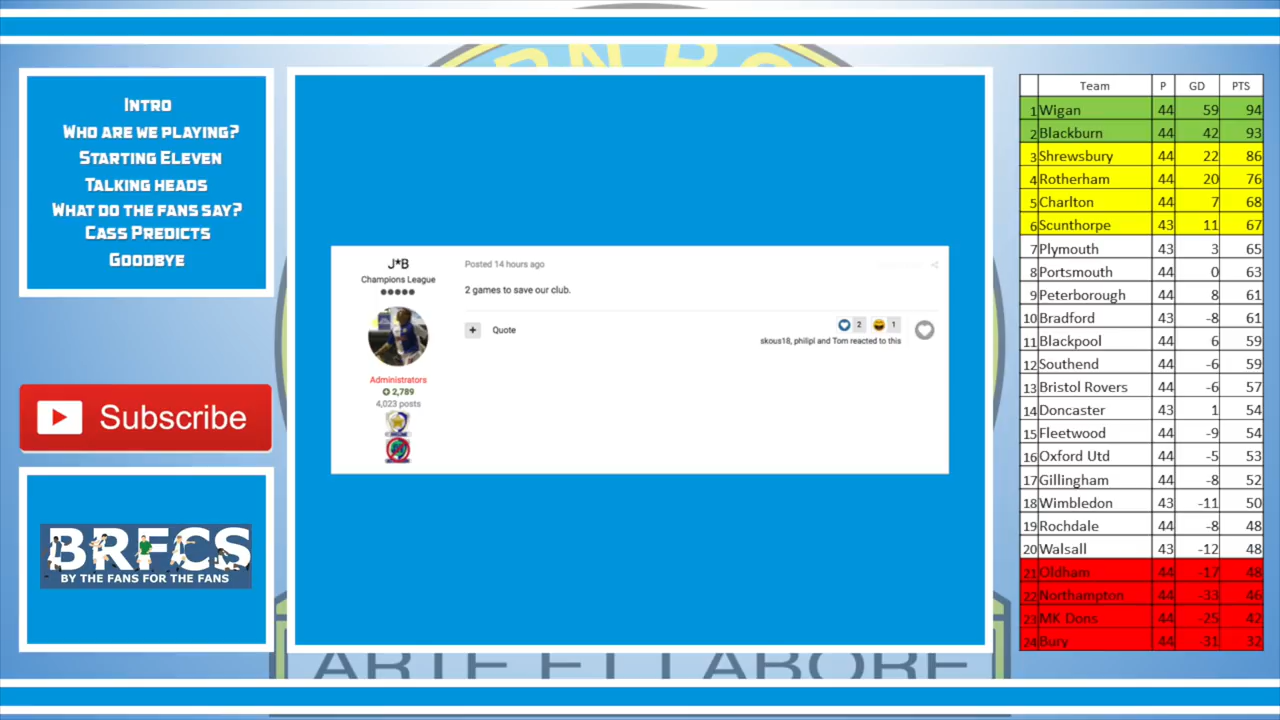 RN RO
INTRO
WHO ARE WE PLAYING?
STARTING ELEVEN
TALKING HEADS
WHAT DO THE FANS SAY?
CASS PREDICTS
GOODBYE
Subscribe
BRFCS
BY THE FANS FOR THE FANS
J*B
Champions League
Administrators
2,789
4,023 posts
Posted 14 hours ago
2 games to save our club.
+ Quote
2 1
skous18, philipl and Tom reacted to this
Team P GD PTS
1 Wigan 44 59 94
2 Blackburn 44 42 93
3 Shrewsbury 44 22 86
4 Rotherham 44 20 76
5 Charlton 44 7 68
6 Scunthorpe 43 11 67
7 Plymouth 43 3 65
8 Portsmouth 44 0 63
9 Peterborough 44 8 61
10 Bradford 43 -8 61
11 Blackpool 44 6 59
12 Southend 44 -6 59
13 Bristol Rovers 44 -6 57
14 Doncaster 43 1 54
15 Fleetwood 44 -9 54
16 Oxford Utd 44 -5 53
17 Gillingham 44 -8 52
18 Wimbledon 43 -11 50
19 Rochdale 44 -8 48
20 Walsall 43 -12 48
21 Oldham 44 -17 48
22 Northampton 44 -33 46
23 MK Dons 44 -25 42
24 Bury 44 -31 32
ARTE ET LABORE